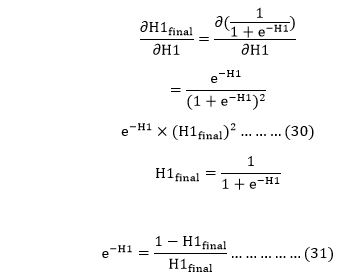 ∂H1final / ∂H1 = ∂(1 / (1 + e^−H1)) / ∂H1
= e^−H1 / (1 + e^−H1)²
e^−H1 × (H1final)² … … … (30)
H1final = 1 / (1 + e^−H1)
e^−H1 = (1 − H1final) / H1final … … … … … (31)